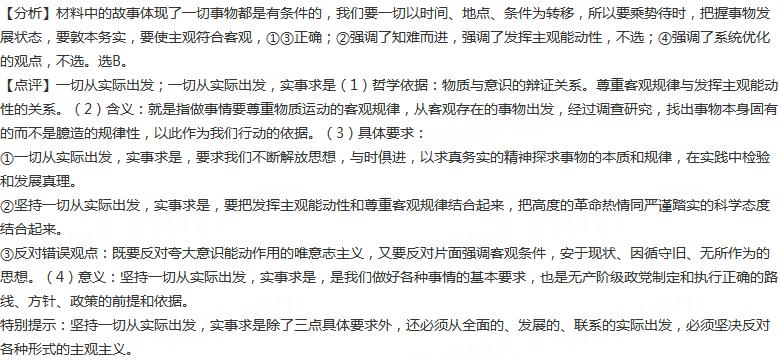 【分析】材料中的故事体现了一切事物都是有条件的，我们要一切以时间、地点、条件为转移，所以要乘势待时，把握事物发
展状态，要敦本务实，要使主观符合客观，①③正确；②强调了知难而进，强调了发挥主观能动性，不选；④强调了系统优化
的观点，不选。选B。
【点评】一切从实际出发；一切从实际出发，实事求是（1）哲学依据：物质与意识的辩证关系。尊重客观规律与发挥主观能动
性的关系。（2）含义：就是指做事情要尊重物质运动的客观规律，从客观存在的事物出发，经过调查研究，找出事物本身固有
的而不是臆造的规律性，以此作为我们行动的依据。（3）具体要求：
①一切从实际出发，实事求是，要求我们不断解放思想，与时俱进，以求真务实的精神探求事物的本质和规律，在实践中检验
和发展真理。
②坚持一切从实际出发，实事求是，要把发挥主观能动性和尊重客观规律结合起来，把高度的革命热情同严谨踏实的科学态度
结合起来。
③反对错误观点：既要反对夸大意识能动作用的唯意志主义，又要反对片面强调客观条件，安于现状、因循守旧、无所作为的
思想。（4）意义：坚持一切从实际出发，实事求是，是我们做好各种事情的基本要求，也是无产阶级政党制定和执行正确的路
线、方针、政策的前提和依据。
特别提示：坚持一切从实际出发，实事求是除了三点具体要求外，还必须从全面的、发展的、联系的实际出发，必须坚决反对
各种形式的主观主义。